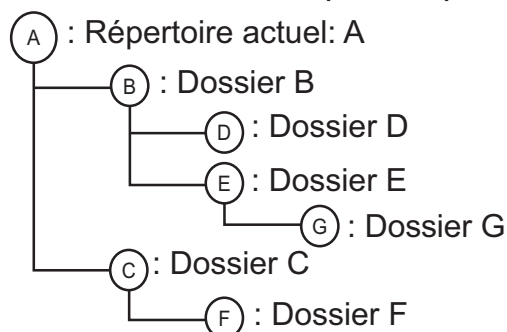 A : Répertoire actuel: A
B : Dossier B
D : Dossier D
E : Dossier E
G : Dossier G
C : Dossier C
F : Dossier F